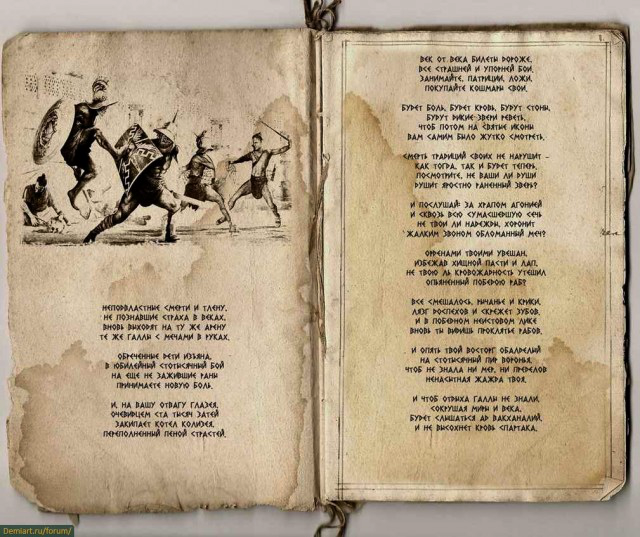 НЕПОДВЛАСТНЫЕ СМЕРТИ И ТЛЕНУ,
НЕ ПОЗНАВШИЕ СТРАХА В ВЕКАХ,
ВНОВЬ ВЫХОДЯТ НА ТУ ЖЕ АРЕНУ
ТЕ ЖЕ ГАЛЛЫ С МЕЧАМИ В РУКАХ.
ОБРЕЧЕННЫЕ ДЕТИ ИЗЪЯНА,
В ЮБИЛЕЙНЫЙ СТОТЫСЯЧНЫЙ БОЙ
НА ЕЩЕ НЕ ЗАЖИВШИЕ РАНЫ
ПРИНИМАЕТЕ НОВУЮ БОЛЬ.
И, НА ВАШУ ОТВАГУ ГЛАЗЕЯ,
ОЧЕВИДЦЕМ СТА ТЫСЯЧ ЗАТЕЙ
ЗАКИПАЕТ КОТЕЛ КОЛИЗЕЯ,
ПЕРЕПОЛНЕННЫЙ ПЕНОЙ СТРАСТЕЙ.
ВЕК ОТ ВЕКА БИЛЕТЫ ДОРОЖЕ,
ВСЕ СТРАШНЕЙ И УПОРНЕЙ БОИ.
ЗАНИМАЙТЕ, ПАТРИЦИИ, ЛОЖИ,
ПОКУПАЙТЕ КОШМАРЫ СВОИ.
БУДЕТ БОЛЬ, БУДЕТ КРОВЬ, БУДУТ СТОНЫ,
БУДУТ ДИКИЕ ЗВЕРИ РЕВЕТЬ,
ЧТОБ ПОТОМ НА СВЯТЫЕ ИКОНЫ
ВАМ САМИМ БЫЛО ЖУТКО СМОТРЕТЬ.
СМЕРТЬ ТРАДИЦИЙ СВОИХ НЕ НАРУШИТ –
КАК ТОГДА, ТАК И БУДЕТ ТЕПЕРЬ,
ПОСМОТРИТЕ, НЕ ВАШИ ЛИ ДУШИ
ДУШИТ ЯРОСТНО РАНЕННЫЙ ЗВЕРЬ?
И ПОСЛУШАЙ: ЗА ХРАПОМ АГОНИЙ
И СКВОЗЬ ВСЮ СУМАСШЕДШУЮ СЕЧЬ
НЕ ТВОИ ЛИ НАДЕЖДЫ, ХОРОНИТ
ЖАЛКИМ ЗВОНОМ ОБЛОМАННЫЙ МЕЧ?
ОРДЕНАМИ ТВОИМИ УВЕШАН,
ИЗБЕЖАВ ХИЩНОЙ ПАСТИ И ЛАП,
НЕ ТВОЮ ЛЬ КРОВОЖАДНОСТЬ УТЕШИЛ
ОПЬЯНЕННЫЙ ПОБЕДОЮ РАБ?
ВСЕ СМЕШАЛОСЬ, РЫЧАНЬЕ И КРИКИ,
ЛЯЗГ ДОСПЕХОВ И СКРЕЖЕТ ЗУБОВ,
И В ПОБЕДНОМ НЕИСТОВОМ ЛИКЕ
ВНОВЬ ТЫ ВИДИШЬ ПРОКЛЯТЬЕ РАБОВ.
И ОПЯТЬ ТВОЙ ВОСТОРГ ОБАЛДЕЛЫЙ
НА СТОТЫСЯЧНЫЙ ПИР ВОРОНЬЯ,
ЧТОБ НЕ ЗНАЛА НИ МЕР, НИ ПРЕДЕЛОВ
НЕНАСЫТНАЯ ЖАЖДА ТВОЯ.
И ЧТОБ ОТДЫХА ГАЛЛЫ НЕ ЗНАЛИ,
СОКРУШАЯ МИРЫ И ВЕКА,
БУДЕТ СЛЫШАТЬСЯ АД ВАКХАНАЛИЙ,
И НЕ ВЫСОХНЕТ КРОВЬ СПАРТАКА.
Demiart.ru/forum/